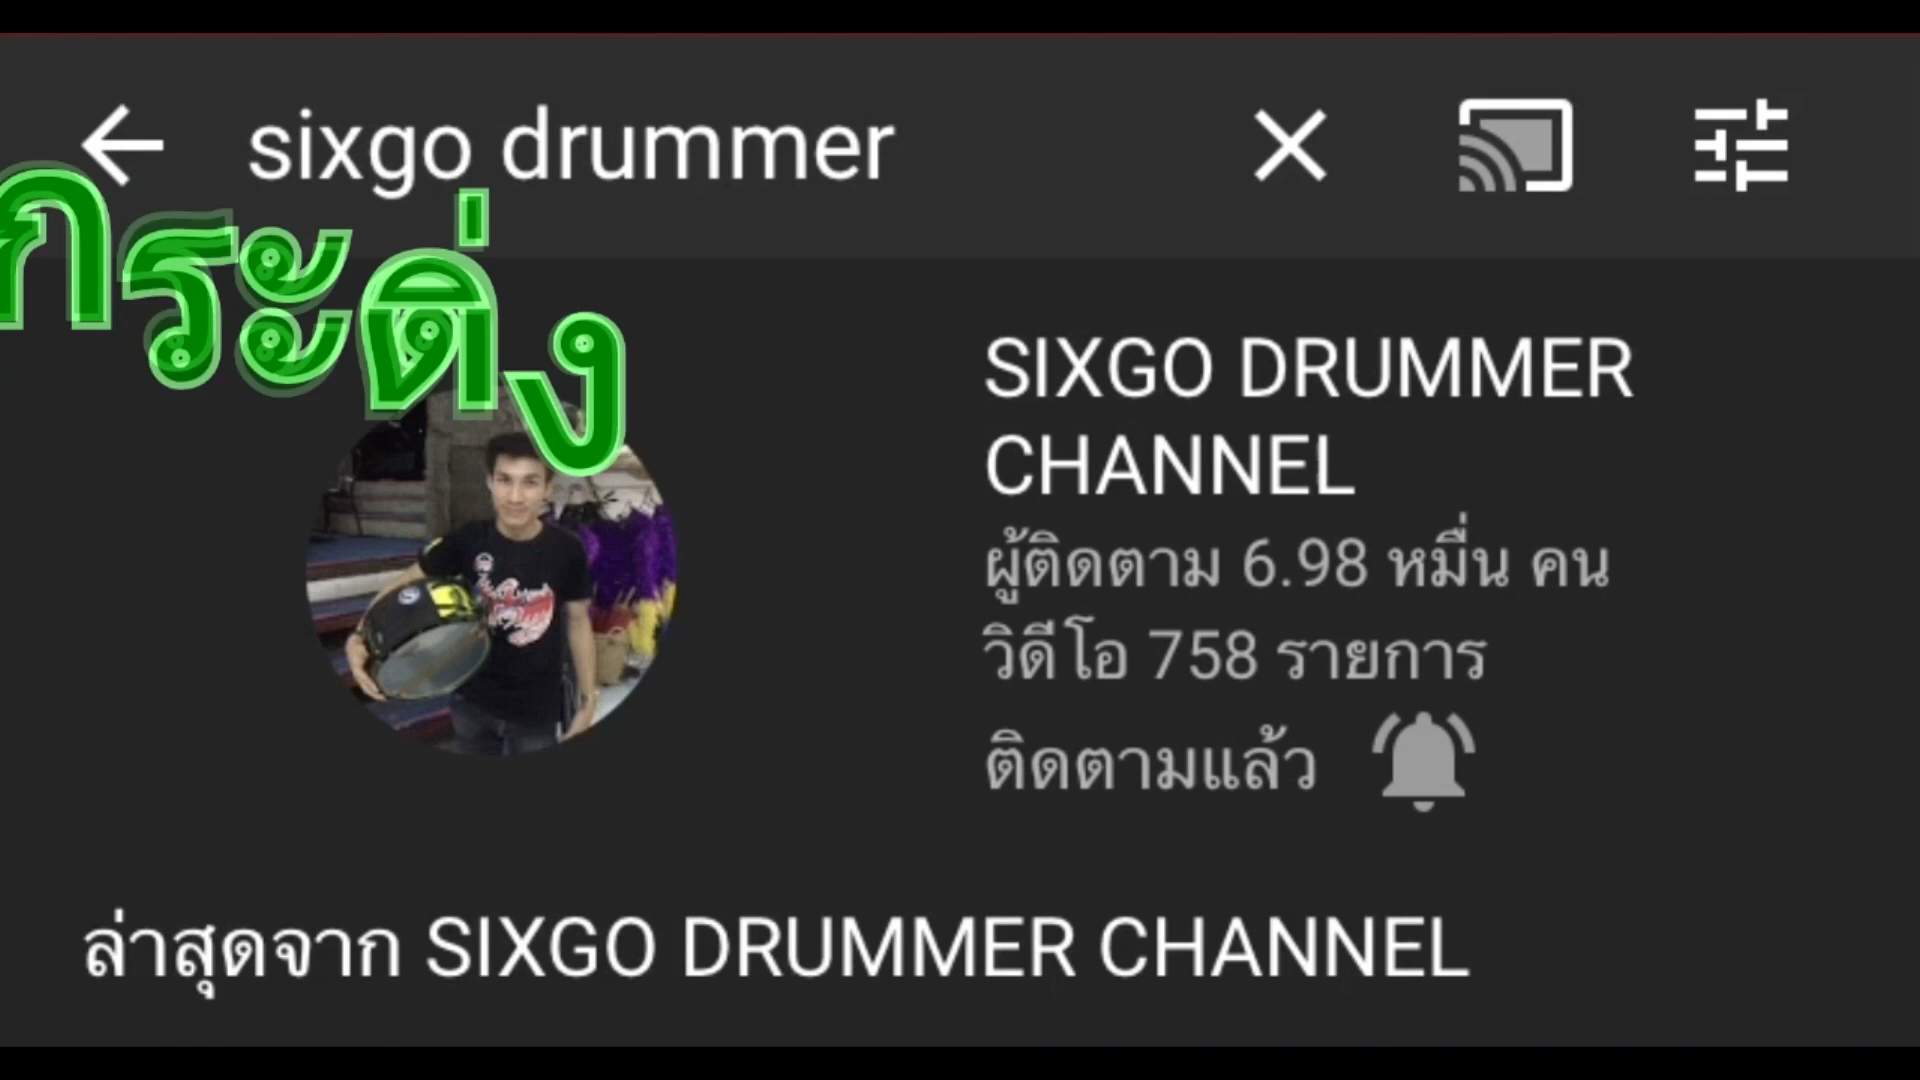 sixgo drummer
กระดิ่ง
SIXGO DRUMMER
CHANNEL
ผู้ติดตาม 6.98 หมื่น คน
วิดีโอ 758 รายการ
ติดตามแล้ว
ล่าสุดจาก SIXGO DRUMMER CHANNEL